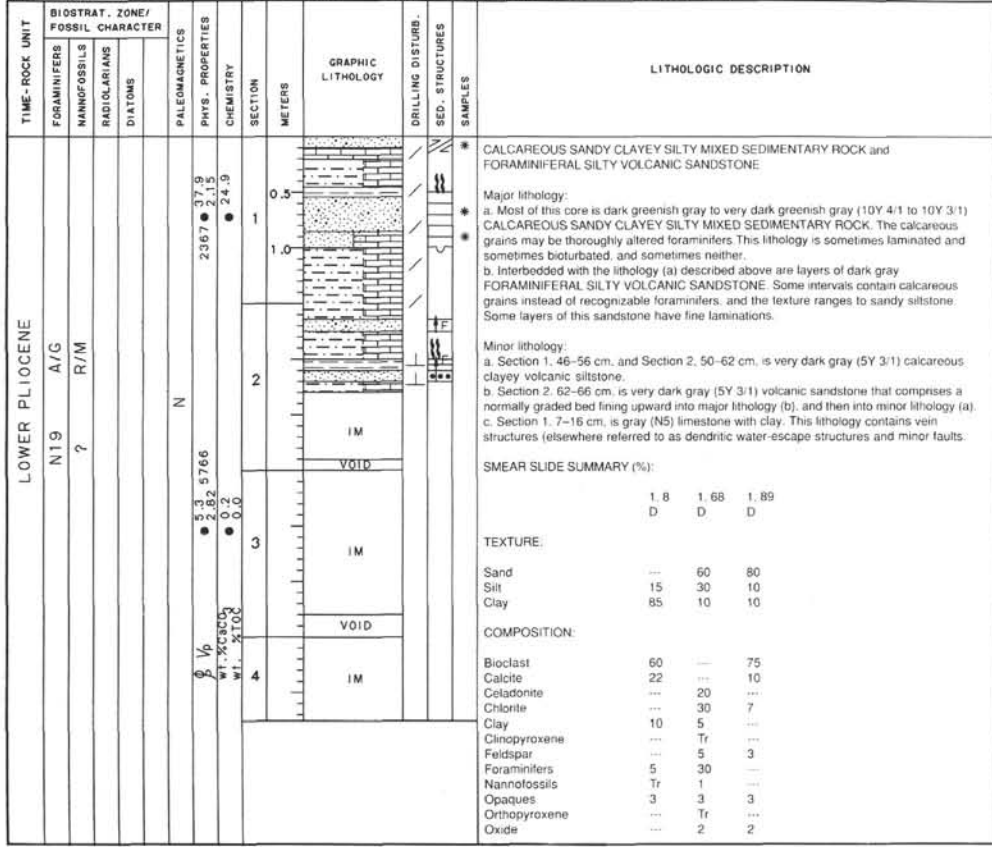 TIME-ROCK UNIT
BIOSTRAT. ZONE/
FOSSIL CHARACTER
FORAMINIFERS
NANNOFOSSILS
RADIOLARIANS
DIATOMS
PALEOMAGNETICS
PHYS. PROPERTIES
CHEMISTRY
SECTION
METERS
GRAPHIC
LITHOLOGY
DRILLING DISTURB.
SED. STRUCTURES
SAMPLES
LITHOLOGIC DESCRIPTION
LOWER PLIOCENE
N19 A/G
? R/M
N
2367 ● 37.9
2.15
● 24.9
● 5.3 5766
2.82
● 0.2
0.0
ϕ Vp
ρ
wt. %CaCO3
wt. %TOC
1
0.5
1.0
2
F
F
IM
VOID
3
IM
VOID
4
IM
* 
*
*
CALCAREOUS SANDY CLAYEY SILTY MIXED SEDIMENTARY ROCK and
FORAMINIFERAL SILTY VOLCANIC SANDSTONE
Major lithology:
a. Most of this core is dark greenish gray to very dark greenish gray (10Y 4/1 to 10Y 3/1)
CALCAREOUS SANDY CLAYEY SILTY MIXED SEDIMENTARY ROCK. The calcareous
grains may be thoroughly altered foraminifers This lithology is sometimes laminated and
sometimes bioturbated, and sometimes neither.
b. Interbedded with the lithology (a) described above are layers of dark gray
FORAMINIFERAL SILTY VOLCANIC SANDSTONE. Some intervals contain calcareous
grains instead of recognizable foraminifers, and the texture ranges to sandy siltstone.
Some layers of this sandstone have fine laminations.
Minor lithology:
a. Section 1, 46–56 cm, and Section 2, 50–62 cm, is very dark gray (5Y 3/1) calcareous
clayey volcanic siltstone.
b. Section 2, 62–66 cm, is very dark gray (5Y 3/1) volcanic sandstone that comprises a
normally graded bed fining upward into major lithology (b), and then into minor lithology (a).
c. Section 1, 7–16 cm, is gray (N5) limestone with clay. This lithology contains vein
structures (elsewhere referred to as dendritic water-escape structures and minor faults.
SMEAR SLIDE SUMMARY (%):
1, 8 1, 68 1, 89
D D D
TEXTURE:
Sand --- 60 80
Silt 15 30 10
Clay 85 10 10
COMPOSITION:
Bioclast 60 --- 75
Calcite 22 --- 10
Celadonite --- 20 ---
Chlorite --- 30 7
Clay 10 5 ---
Clinopyroxene --- Tr ---
Feldspar --- 5 3
Foraminifers 5 30 ---
Nannofossils Tr 1 ---
Opaques 3 3 3
Orthopyroxene --- Tr ---
Oxide --- 2 2